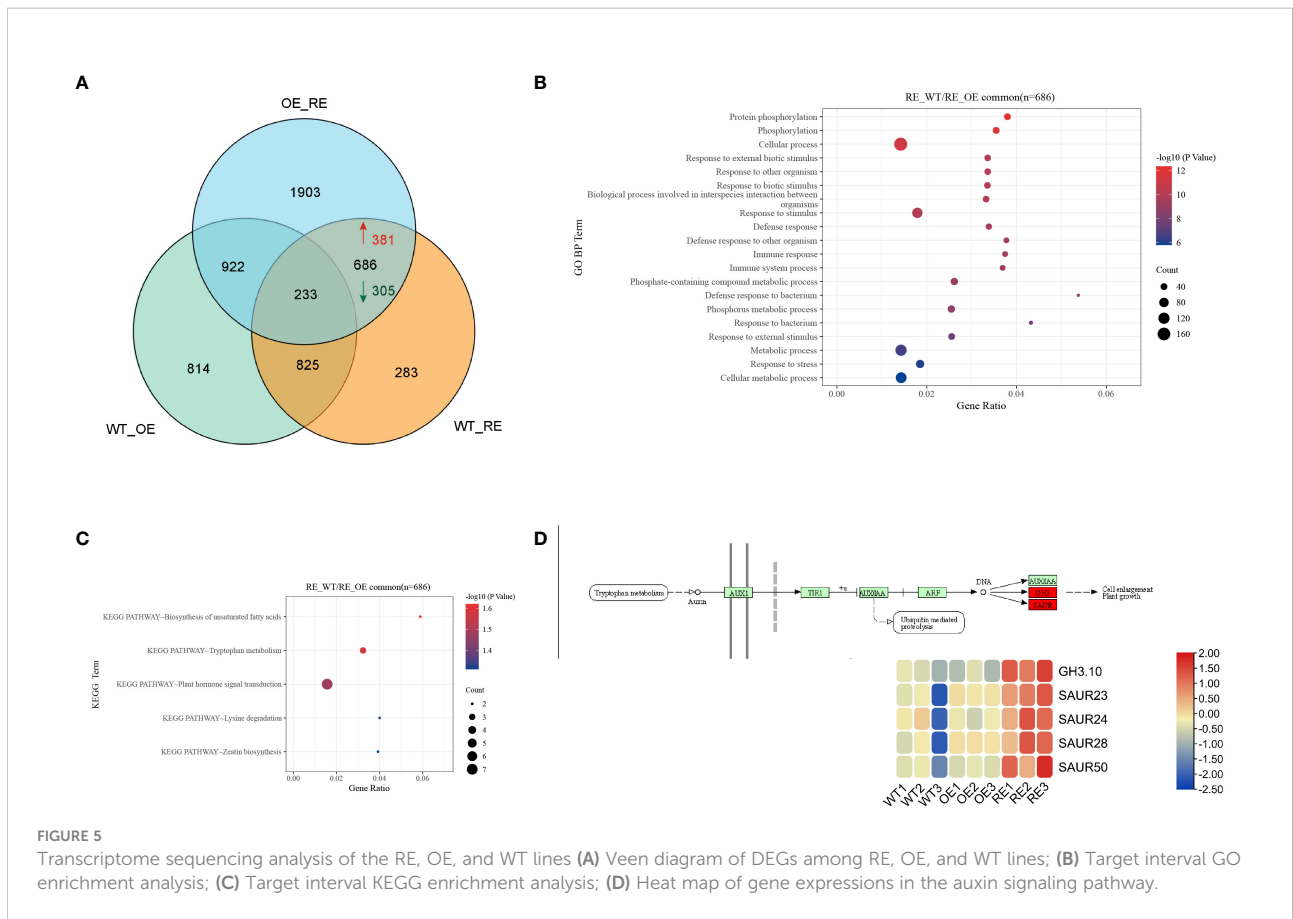 A
OE_RE
1903
381
922
686
233
305
814
825
283
WT_OE
WT_RE
B
RE_WT/RE_OE common(n=686)
GO BP Term
Protein phosphorylation
Phosphorylation
Cellular process
Response to external biotic stimulus
Response to other organism
Response to biotic stimulus
Biological process involved in interspecies interaction between
organisms
Response to stimulus
Defense response
Defense response to other organism
Immune response
Immune system process
Phosphate-containing compound metabolic process
Defense response to bacterium
Phosphorus metabolic process
Response to bacterium
Response to external stimulus
Metabolic process
Response to stress
Cellular metabolic process
0.00 0.02 0.04 0.06
Gene Ratio
-log10 (P Value)
12
10
8
6
Count
40
80
120
160
C
RE_WT/RE_OE common(n=686)
KEGG Term
KEGG PATHWAY~Biosynthesis of unsaturated fatty acids
KEGG PATHWAY~Tryptophan metabolism
KEGG PATHWAY~Plant hormone signal transduction
KEGG PATHWAY~Lysine degradation
KEGG PATHWAY~Zeatin biosynthesis
0.00 0.02 0.04 0.06
Gene Ratio
-log10 (P Value)
1.6
1.5
1.4
Count
2
3
4
5
6
7
D
Tryptophan metabolism
Auxin
AUX1
TIR1
+u
AUX/IAA
ARF
DNA
AUX/IAA
GH3
SAUR
Cell enlargement
Plant growth
Ubiquitin mediated
proteolysis
GH3.10
SAUR23
SAUR24
SAUR28
SAUR50
WT1 WT2 WT3 OE1 OE2 OE3 RE1 RE2 RE3
2.00
1.50
1.00
0.50
0.00
-0.50
-1.00
-1.50
-2.00
-2.50
FIGURE 5
Transcriptome sequencing analysis of the RE, OE, and WT lines (A) Veen diagram of DEGs among RE, OE, and WT lines; (B) Target interval GO
enrichment analysis; (C) Target interval KEGG enrichment analysis; (D) Heat map of gene expressions in the auxin signaling pathway.